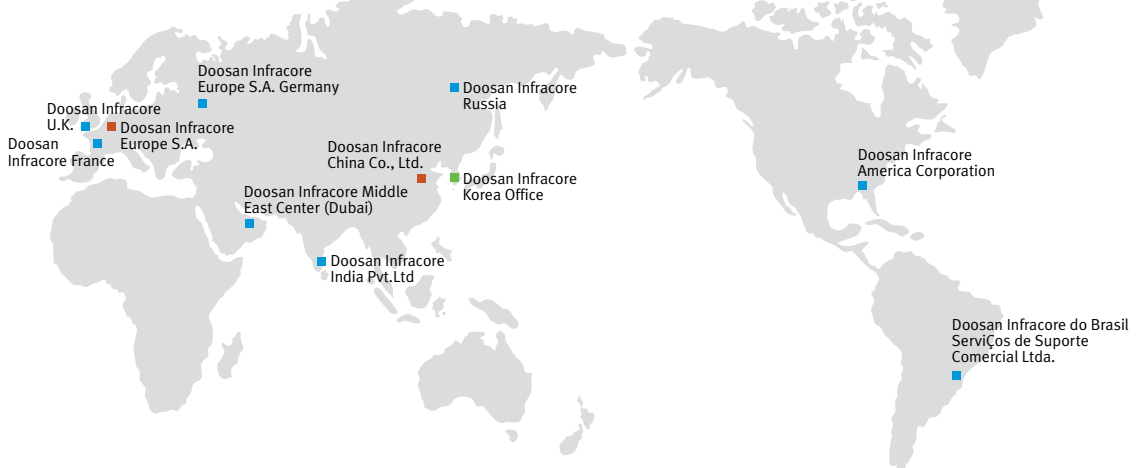 Doosan Infracore
Europe S.A. Germany
Doosan Infracore
Russia
Doosan Infracore
U.K.
Doosan Infracore
Europe S.A.
Doosan
Infracore France
Doosan Infracore
China Co., Ltd.
Doosan Infracore
Korea Office
Doosan Infracore Middle
East Center (Dubai)
Doosan Infracore
India Pvt.Ltd
Doosan Infracore
America Corporation
Doosan Infracore do Brasil
ServiÇos de Suporte
Comercial Ltda.